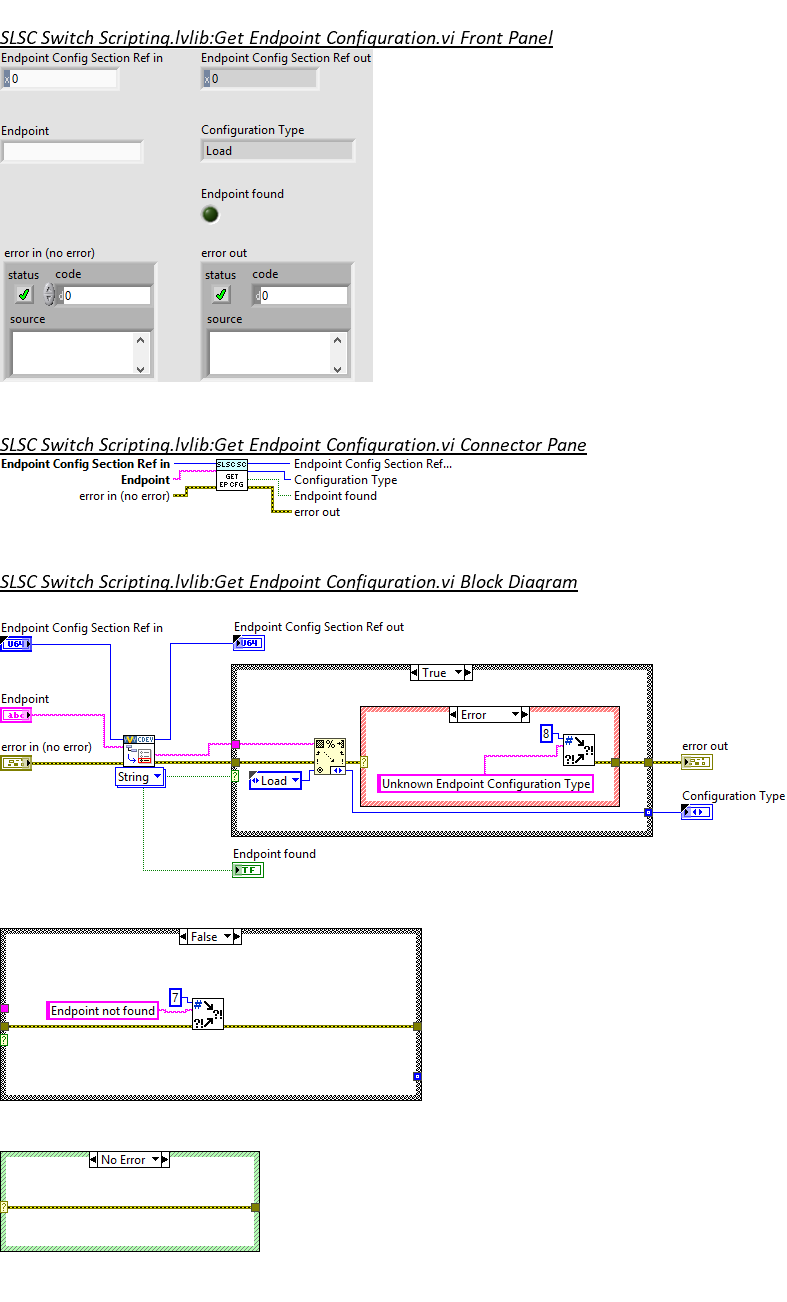 SLSC Switch Scripting.lvlib:Get Endpoint Configuration.vi Front Panel
Endpoint Config Section Ref in
Endpoint Config Section Ref out
x 0
x 0
Endpoint
Configuration Type
Load
Endpoint found
error in (no error)
error out
status code
status code
d 0
d 0
source
source
SLSC Switch Scripting.lvlib:Get Endpoint Configuration.vi Connector Pane
Endpoint Config Section Ref in
Endpoint
error in (no error)
SLSC SC
GET
EP CFG
Endpoint Config Section Ref...
Configuration Type
Endpoint found
error out
SLSC Switch Scripting.lvlib:Get Endpoint Configuration.vi Block Diagram
Endpoint Config Section Ref in
U64
Endpoint Config Section Ref out
U64
True
Endpoint
abc
Error
8
#
?!
?!
error in (no error)
CDEV
String
?
% 
Load
?
Unknown Endpoint Configuration Type
error out
Configuration Type
Endpoint found
TF
False
7
Endpoint not found
#
?!
?!
?
No Error
?